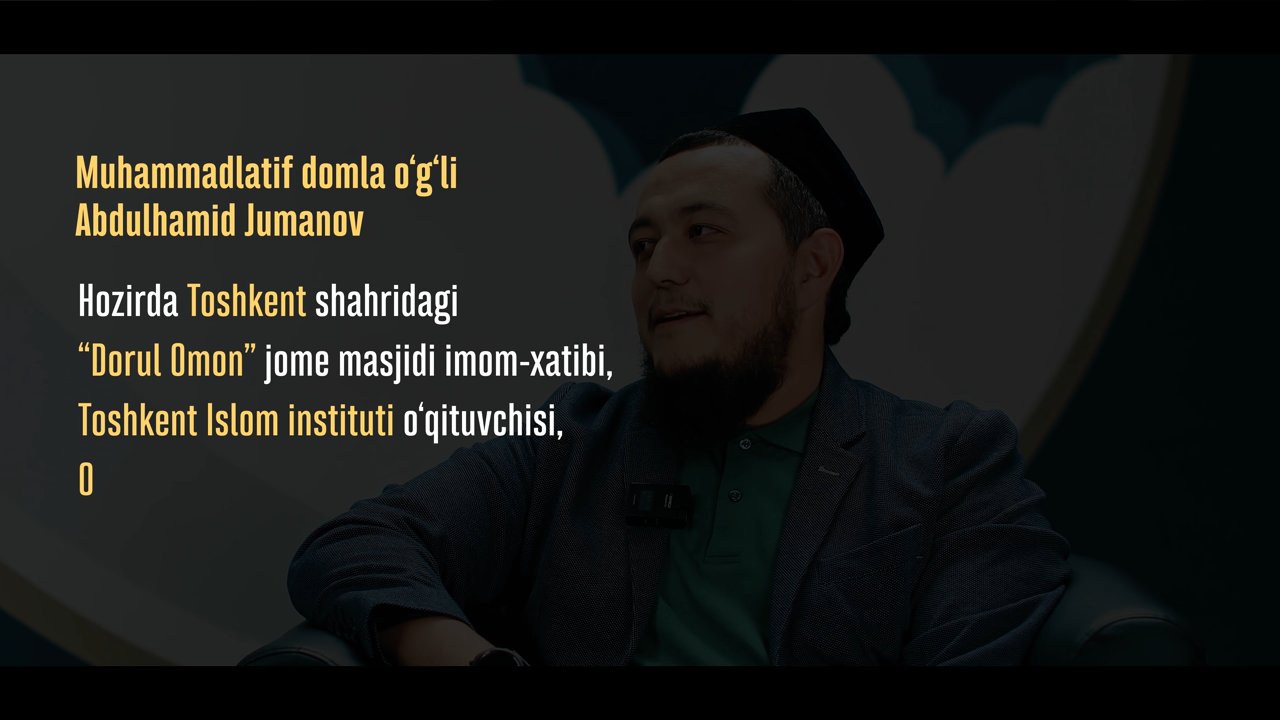 Muhammadlatif domla o‘g‘li
Abdulhamid Jumanov
Hozirda Toshkent shahridagi
“Dorul Omon” jome masjidi imom-xatibi,
Toshkent Islom instituti o‘qituvchisi,
O